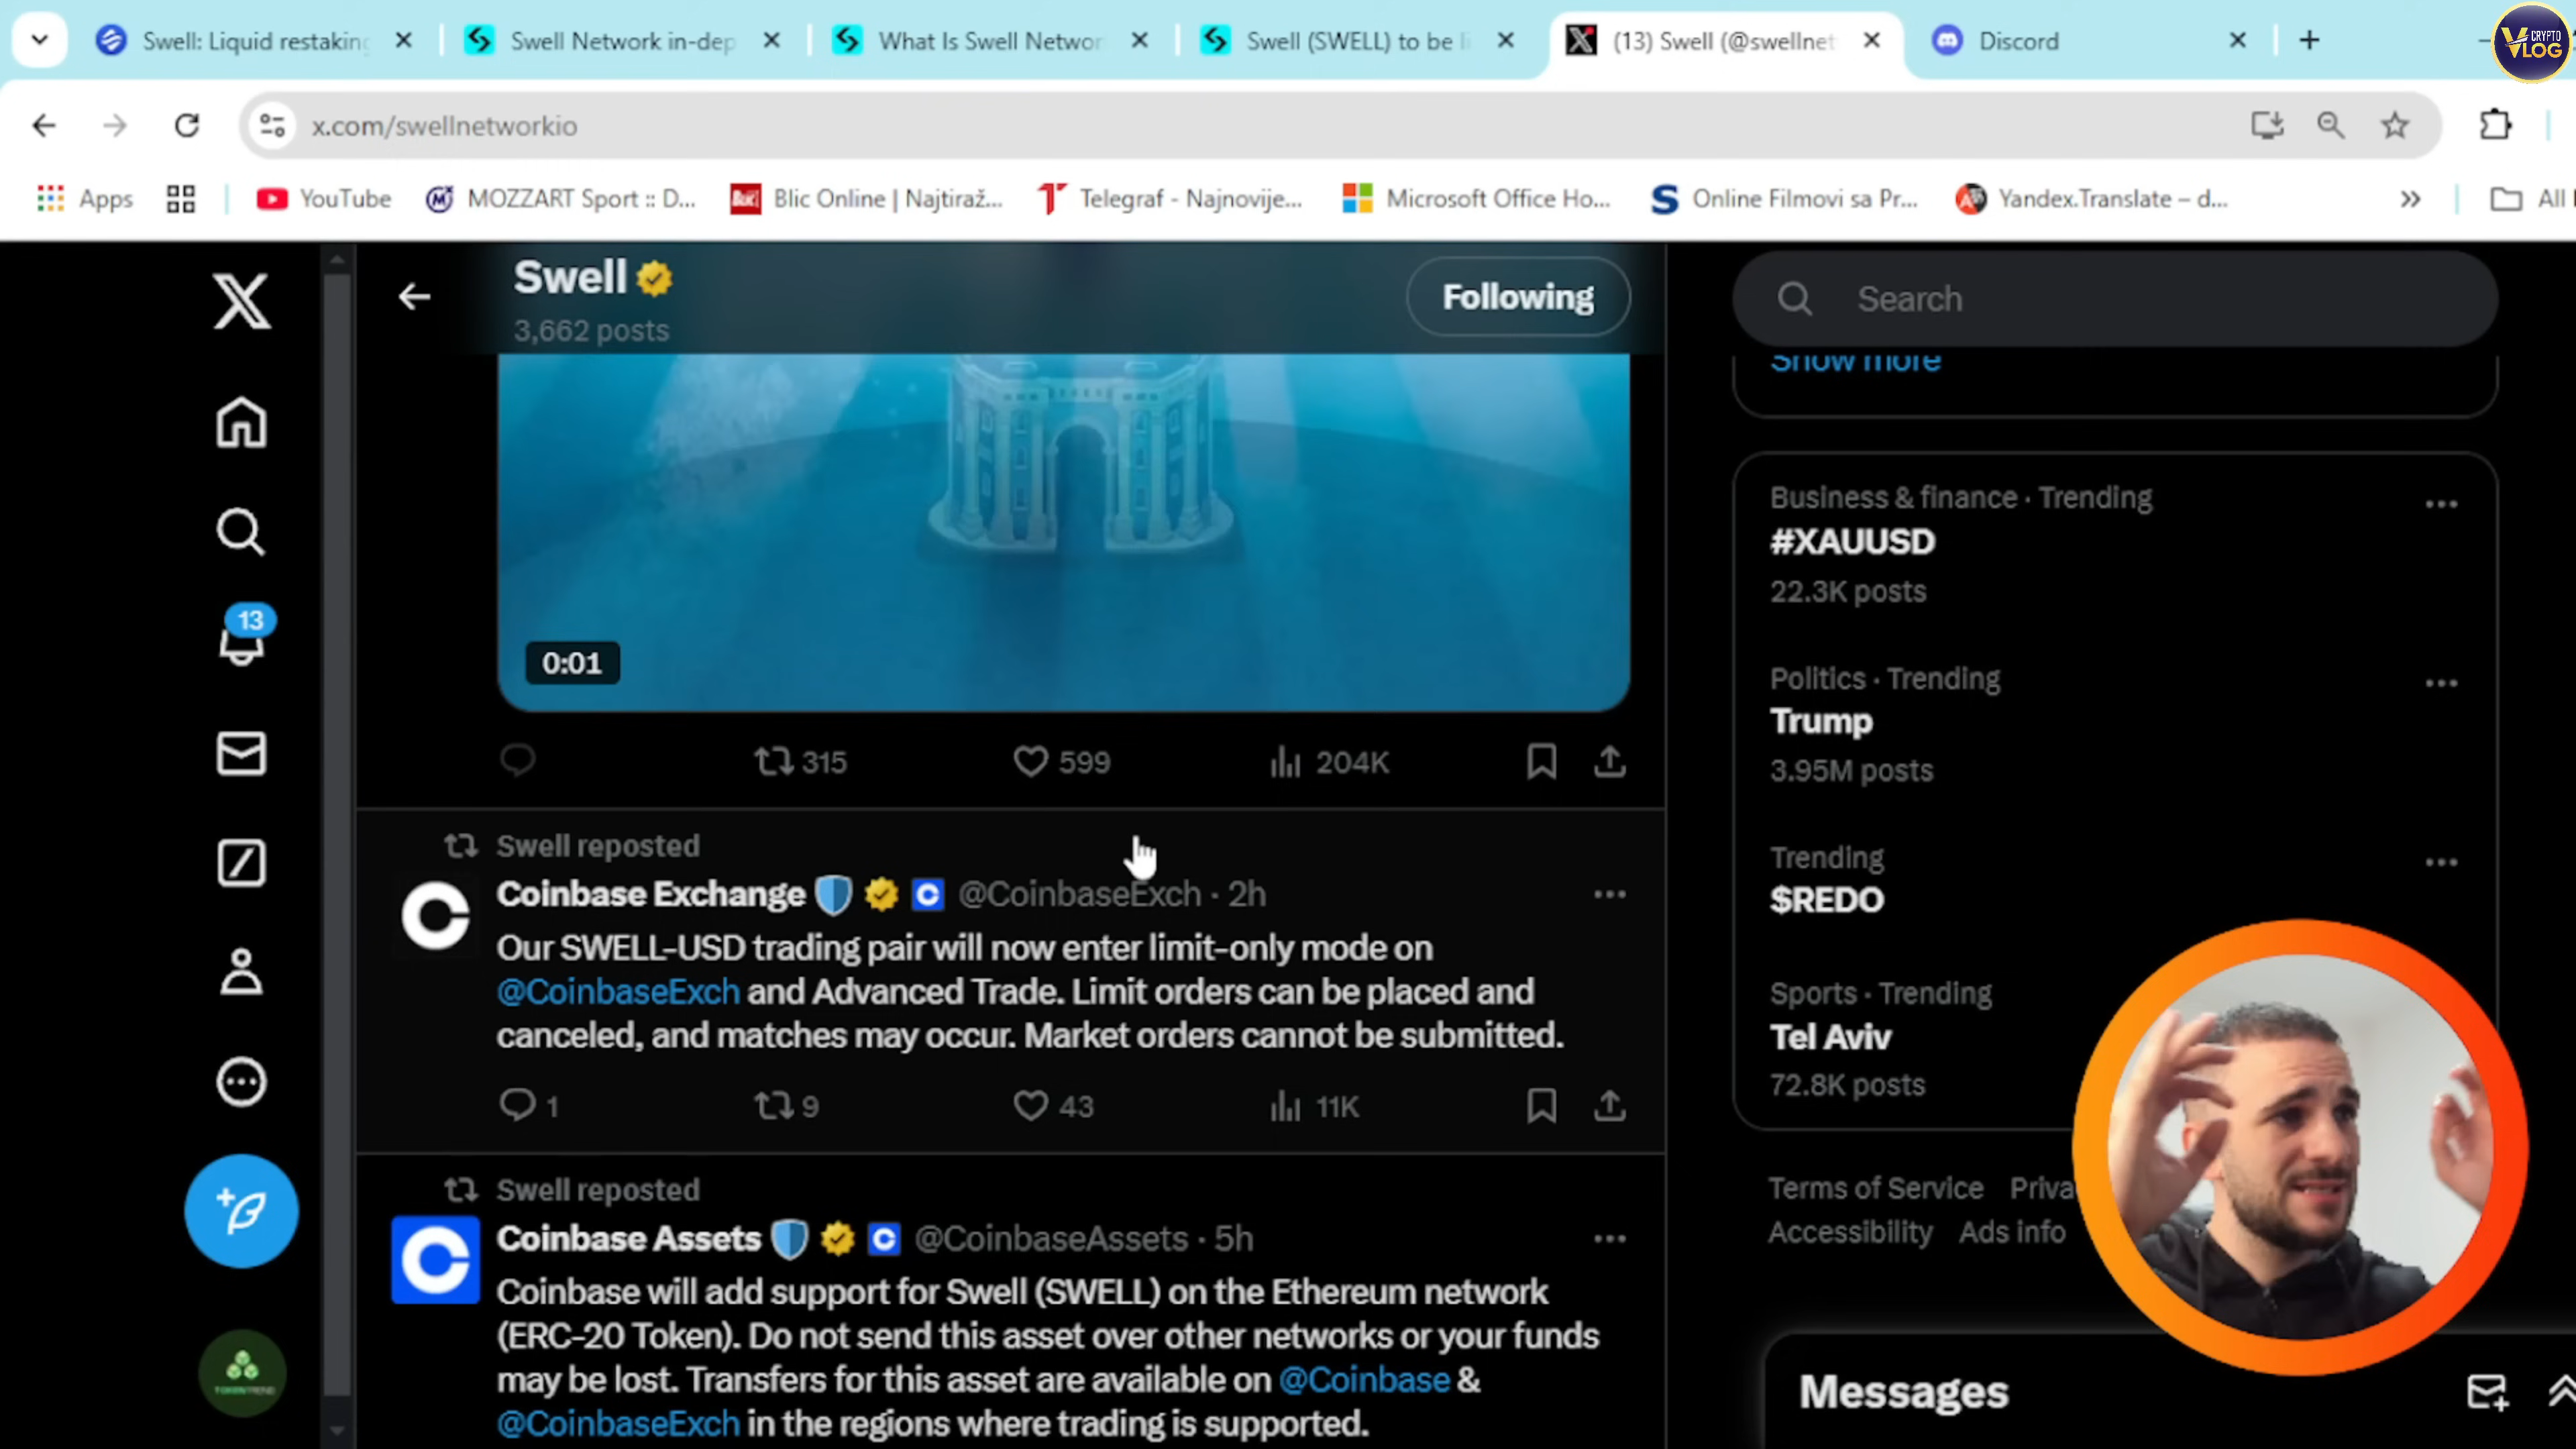 Swell: Liquid restaking
Swell Network in-dep
What Is Swell Networ
Swell (SWELL) to be li
(13) Swell (@swellnet
Discord
CRYPTO
VLOG
x.com/swellnetworkio
Apps
YouTube
MOZZART Sport :: D...
Blic Online | Najtiraž...
Telegraf - Najnovije...
Microsoft Office Ho...
Online Filmovi sa Pr...
Yandex.Translate – d...
All
Swell
3,662 posts
Following
Search
Show more
0:01
315
599
204K
Swell reposted
Coinbase Exchange @CoinbaseExch · 2h
Our SWELL-USD trading pair will now enter limit-only mode on
@CoinbaseExch and Advanced Trade. Limit orders can be placed and
canceled, and matches may occur. Market orders cannot be submitted.
1
9
43
11K
Swell reposted
Coinbase Assets @CoinbaseAssets · 5h
Coinbase will add support for Swell (SWELL) on the Ethereum network
(ERC-20 Token). Do not send this asset over other networks or your funds
may be lost. Transfers for this asset are available on @Coinbase &
@CoinbaseExch in the regions where trading is supported.
13
Business & finance · Trending
#XAUUSD
22.3K posts
Politics · Trending
Trump
3.95M posts
Trending
$REDO
Sports · Trending
Tel Aviv
72.8K posts
Terms of Service Priva
Accessibility Ads info
Messages